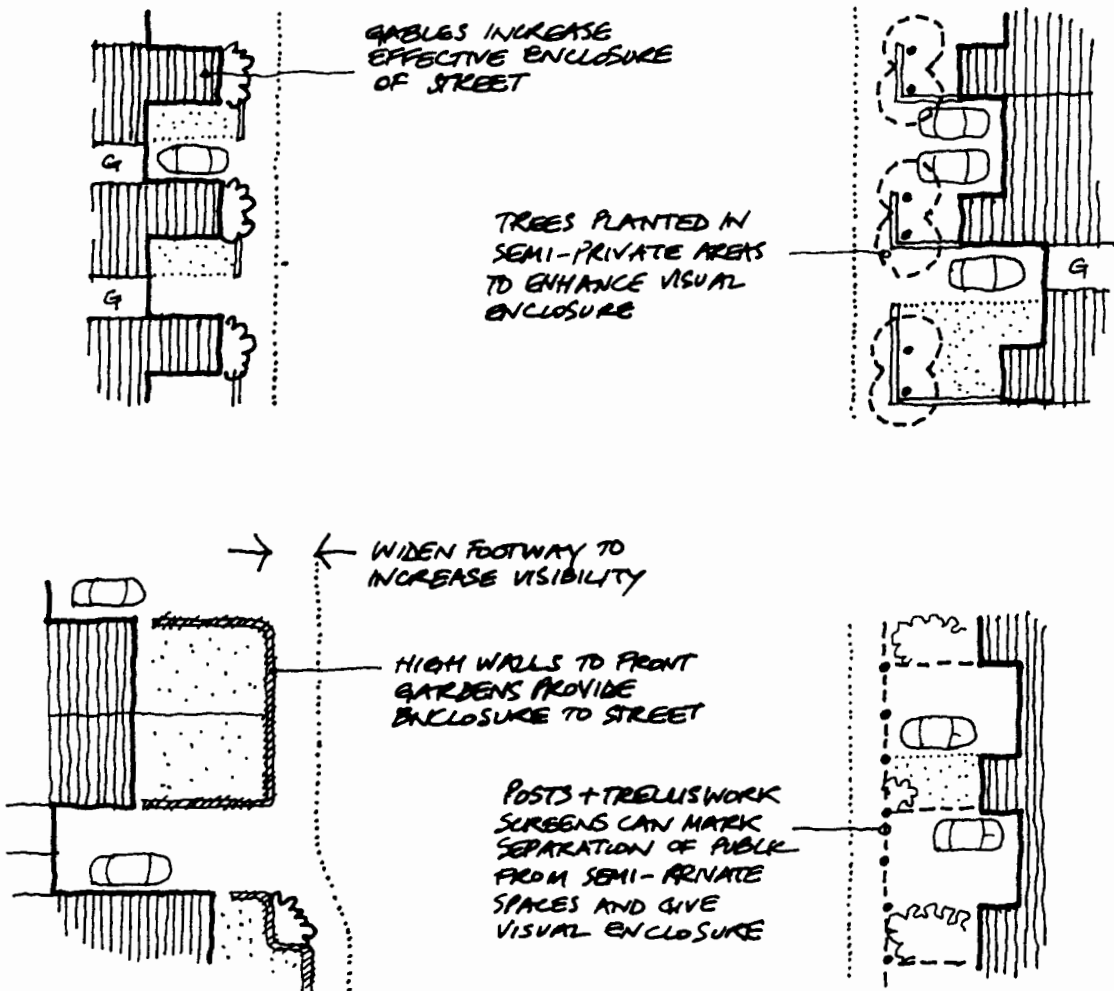 GABLES INCREASE
EFFECTIVE ENCLOSURE
OF STREET
G
G
TREES PLANTED IN
SEMI-PRIVATE AREAS
TO ENHANCE VISUAL
ENCLOSURE
G
WIDEN FOOTWAY TO
INCREASE VISIBILITY
HIGH WALLS TO FRONT
GARDENS PROVIDE
ENCLOSURE TO STREET
POSTS + TRELLISWORK
SCREENS CAN MARK
SEPARATION OF PUBLIC
FROM SEMI-PRIVATE
SPACES AND GIVE
VISUAL ENCLOSURE